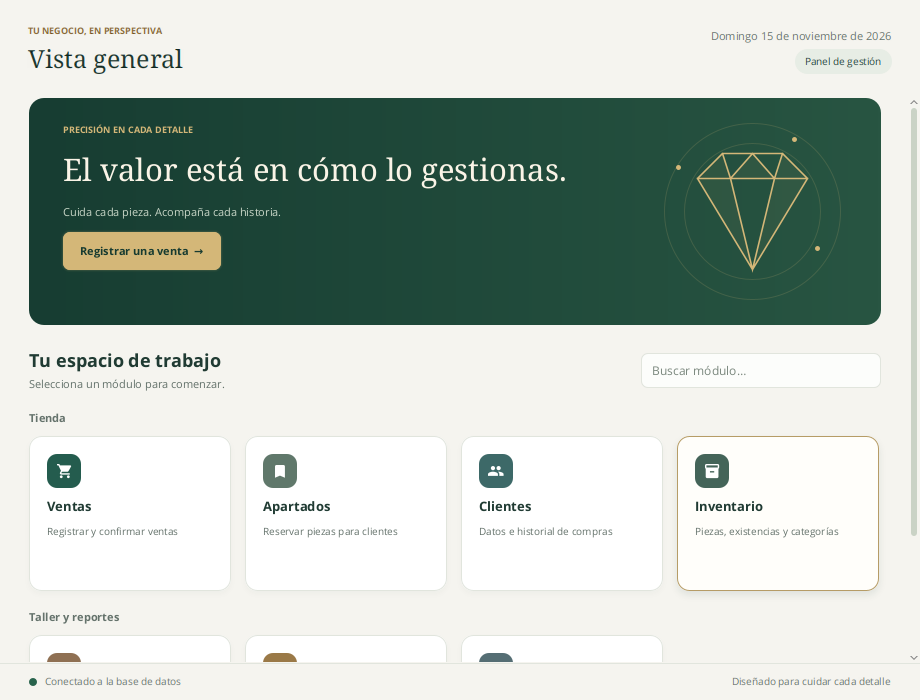 TU NEGOCIO, EN PERSPECTIVA
Vista general
Domingo 15 de noviembre de 2026
Panel de gestión
PRECISIÓN EN CADA DETALLE
El valor está en cómo lo gestionas.
Cuida cada pieza. Acompaña cada historia.
Registrar una venta →
Tu espacio de trabajo
Selecciona un módulo para comenzar.
Buscar módulo...
Tienda
Ventas
Registrar y confirmar ventas
Apartados
Reservar piezas para clientes
Clientes
Datos e historial de compras
Inventario
Piezas, existencias y categorías
Taller y reportes
Conectado a la base de datos
Diseñado para cuidar cada detalle